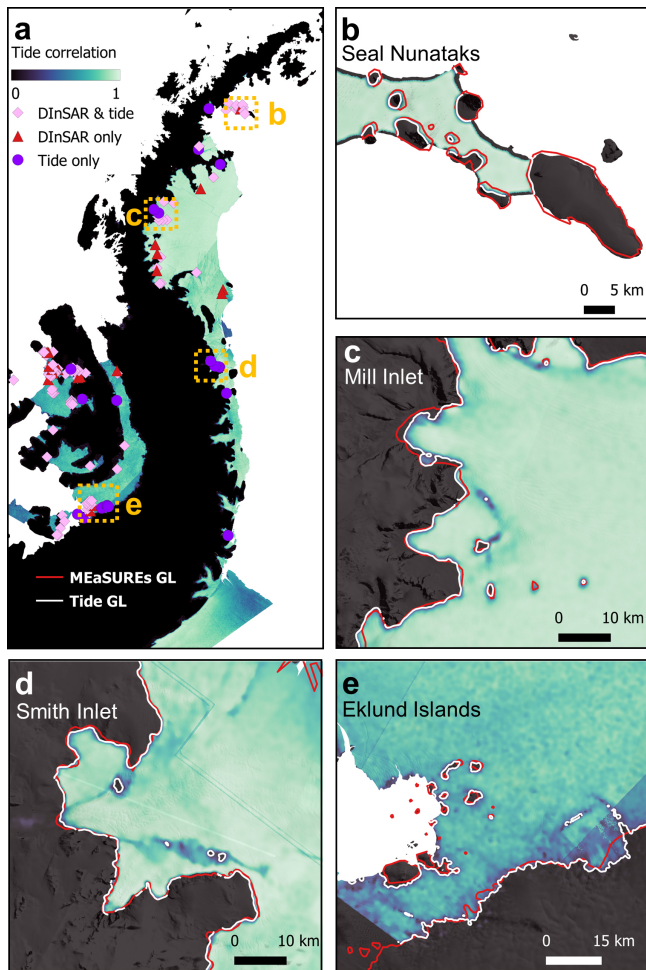 a
Tide correlation
0 1
DInSAR & tide
DInSAR only
Tide only
b
c
d
e
MEaSUREs GL
Tide GL
b
Seal Nunataks
0 5 km
c
Mill Inlet
0 10 km
d
Smith Inlet
0 10 km
e
Eklund Islands
0 15 km